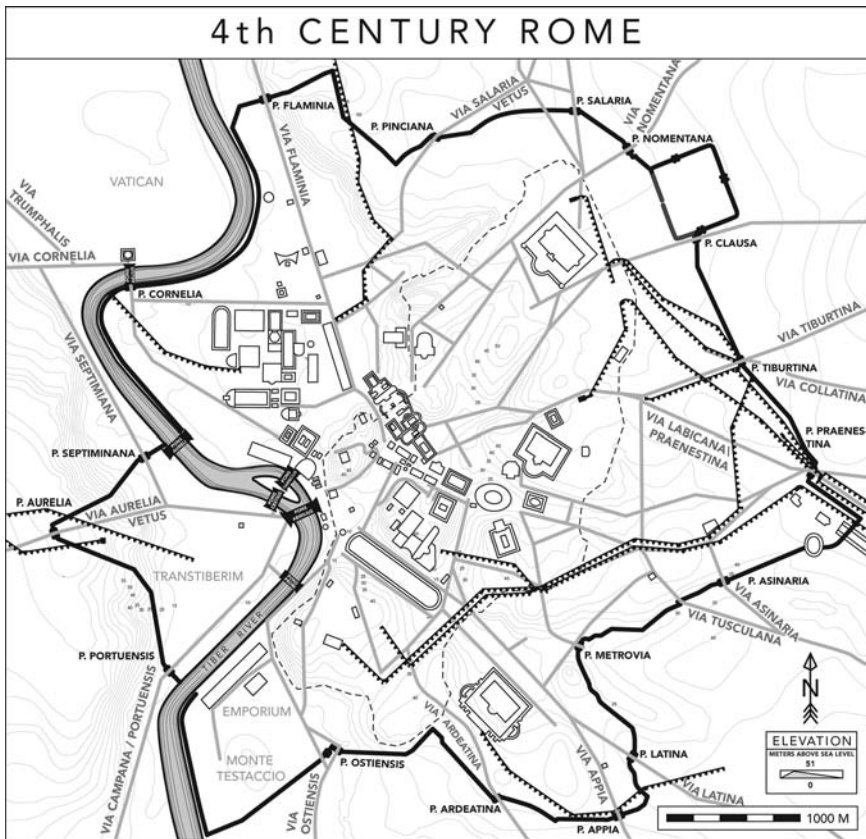 4th CENTURY ROME
P. FLAMINIA
VIA SALARIA
VETUS
P. SALARIA
VIA
NOMENTANA
P. PINCIANA
P. NOMENTANA
VIA FLAMINIA
VATICAN
VIA
TRUMPHALIS
P. CLAUSA
VIA CORNELIA
P. CORNELIA
VIA TIBURTINA
VIA SEPTIMIANA
P. TIBURTINA
VIA COLLATINA
VIA LABICANA|
PRAENESTINA
P. PRAENES-
TINA
P. SEPTIMINANA
P. AURELIA
VIA AURELIA
VETUS
TRANSTIBERIM
P. ASINARIA
VIA ASINARIA
VIA TUSCULANA
P. METROVIA
TIBER RIVER
P. PORTUENSIS
N
EMPORIUM
VIA ARDEATINA
ELEVATION
METERS ABOVE SEA LEVEL
51
0
MONTE
TESTACCIO
P. OSTIENSIS
P. LATINA
VIA CAMPANA / PORTUENSIS
VIA APPIA
VIA LATINA
P. ARDEATINA
VIA
OSTIENSIS
P. APPIA
1000 M